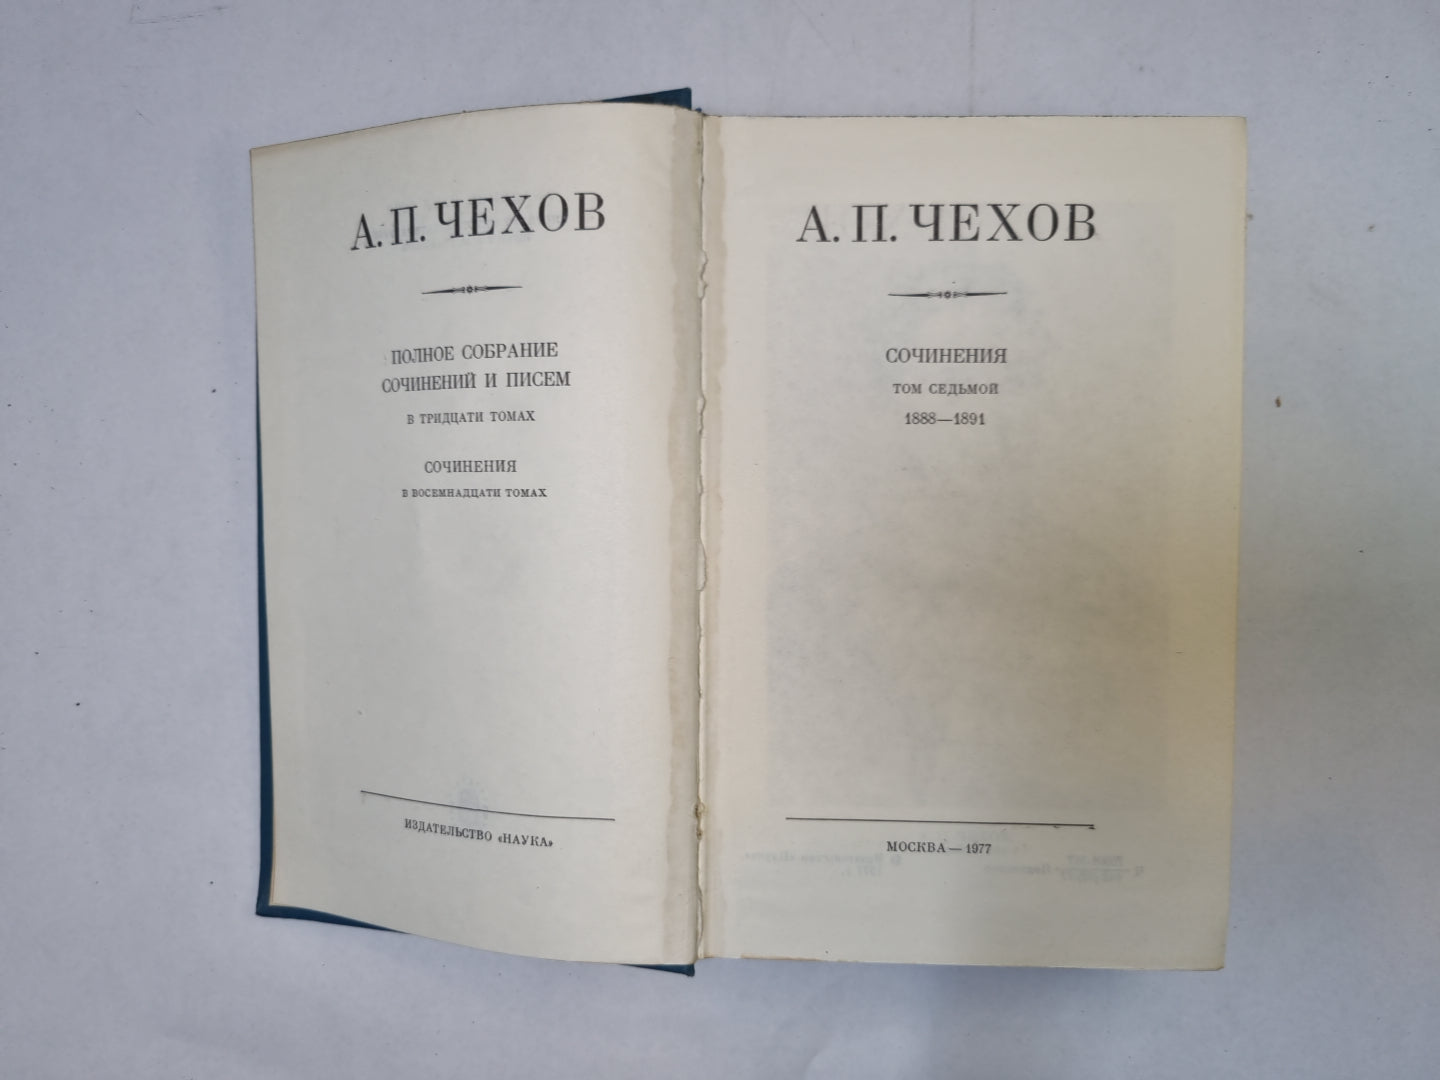 А. П. ЧЕХОВ
ПОЛНОЕ СОБРАНИЕ
СОЧИНЕНИЙ И ПИСЕМ
В ТРИДЦАТИ ТОМАХ
СОЧИНЕНИЯ
В ВОСЕМНАДЦАТИ ТОМАХ
ИЗДАТЕЛЬСТВО «НАУКА»
А. П. ЧЕХОВ
СОЧИНЕНИЯ
ТОМ СЕДЬМОЙ
1888—1891
МОСКВА — 1977